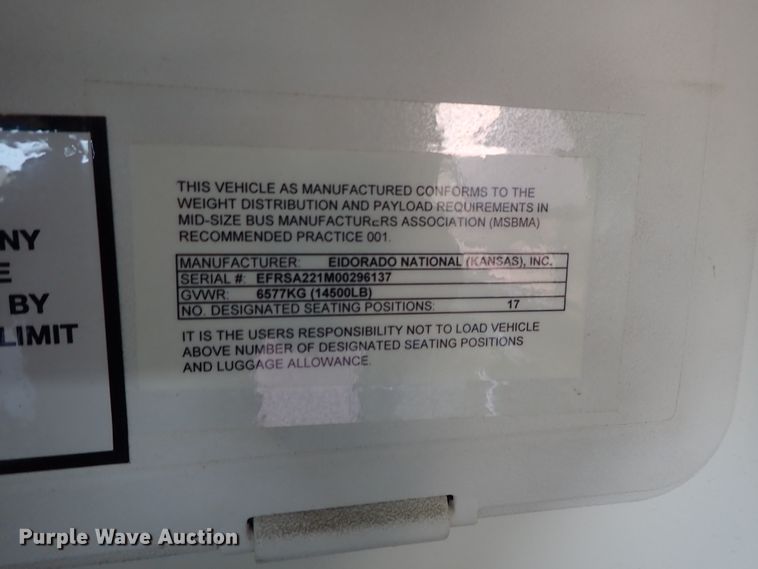 THIS VEHICLE AS MANUFACTURED CONFORMS TO THE
WEIGHT DISTRIBUTION AND PAYLOAD REQUIREMENTS IN
MID-SIZE BUS MANUFACTURERS ASSOCIATION (MSBMA)
RECOMMENDED PRACTICE 001.
MANUFACTURER: ElDORADO NATIONAL (KANSAS), INC.
SERIAL #: EFRSA221M00296137
GVWR: 6577KG (14500LB)
NO. DESIGNATED SEATING POSITIONS: 17
IT IS THE USERS RESPONSIBILITY NOT TO LOAD VEHICLE
ABOVE NUMBER OF DESIGNATED SEATING POSITIONS
AND LUGGAGE ALLOWANCE.
NY
E
BY
LIMIT
Purple Wave Auction